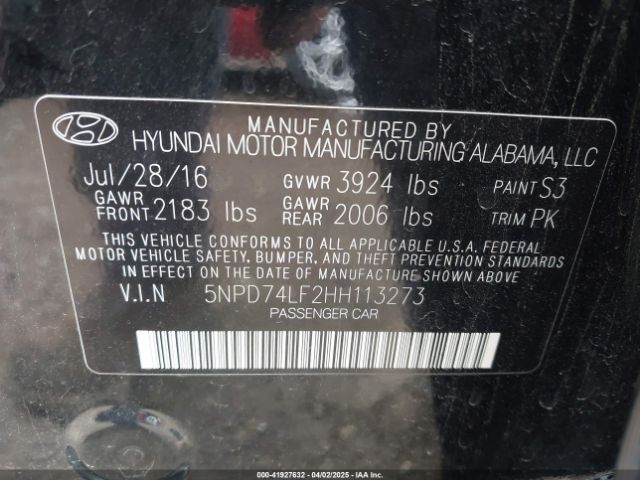 MANUFACTURED BY
HYUNDAI MOTOR MANUFACTURING ALABAMA, LLC
Jul/28/16 GVWR 3924 lbs PAINT S3
GAWR FRONT 2183 lbs GAWR REAR 2006 lbs TRIM PK
THIS VEHICLE CONFORMS TO ALL APPLICABLE U.S.A. FEDERAL
MOTOR VEHICLE SAFETY, BUMPER, AND THEFT PREVENTION STANDARDS
IN EFFECT ON THE DATE OF MANUFACTURE SHOWN ABOVE.
V.I.N 5NPD74LF2HH113273
PASSENGER CAR
000-41927632 - 04/02/2025 - IAAI.COM